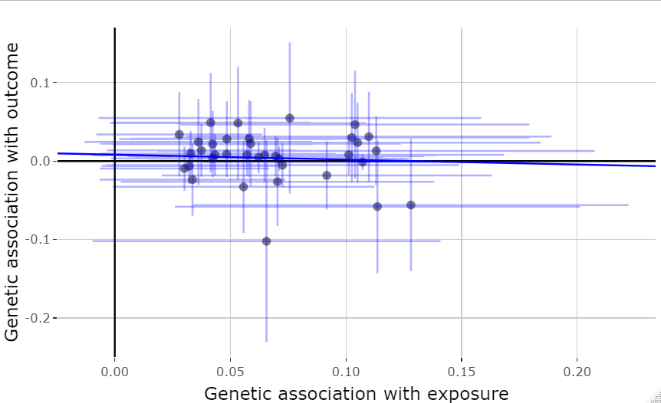 Genetic association with outcome
0.1
0.0
-0.1
-0.2
0.00 0.05 0.10 0.15 0.20
Genetic association with exposure